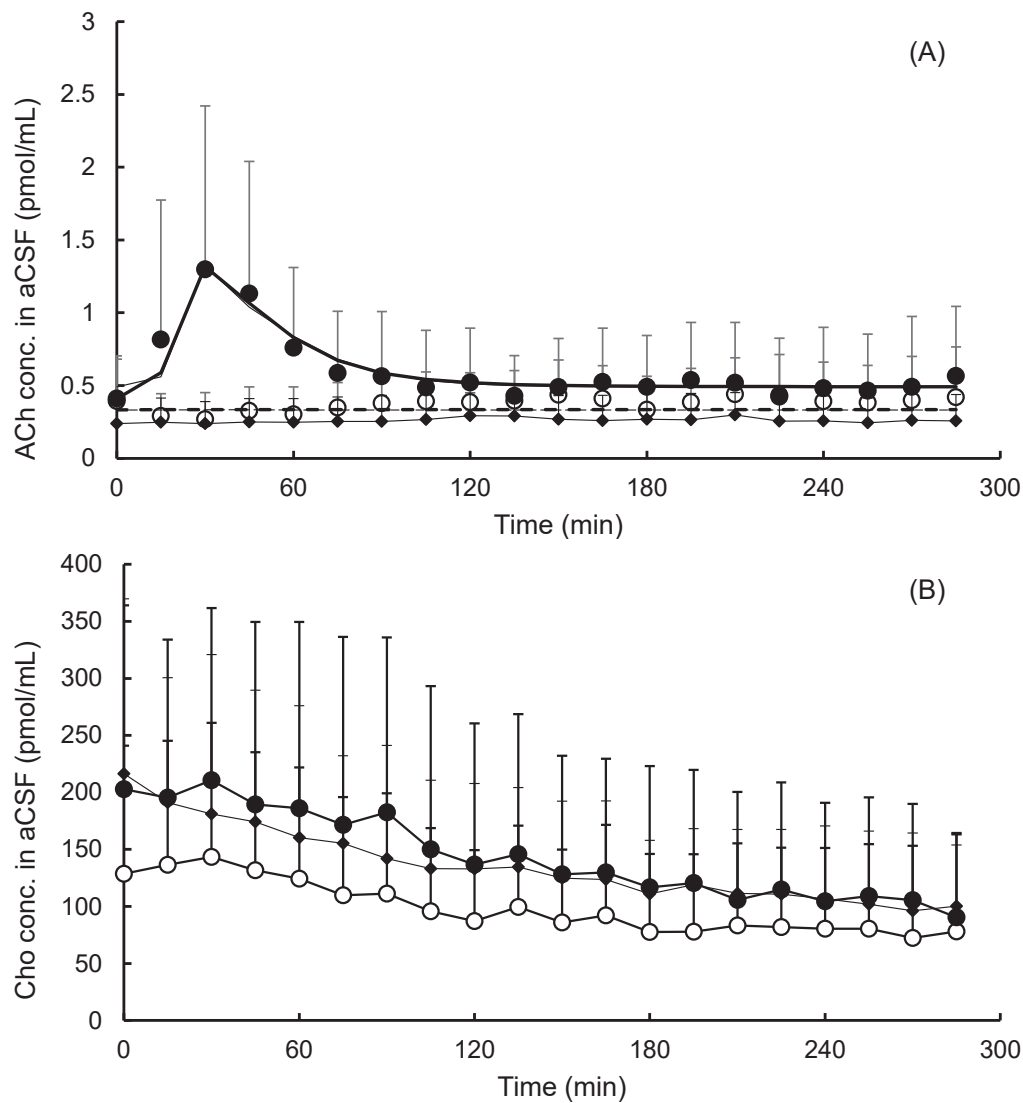 (A)
3
2.5
2
1.5
1
0.5
0
ACh conc. in aCSF (pmol/mL)
0 60 120 180 240 300
Time (min)
(B)
400
350
300
250
200
150
100
50
0
Cho conc. in aCSF (pmol/mL)
0 60 120 180 240 300
Time (min)